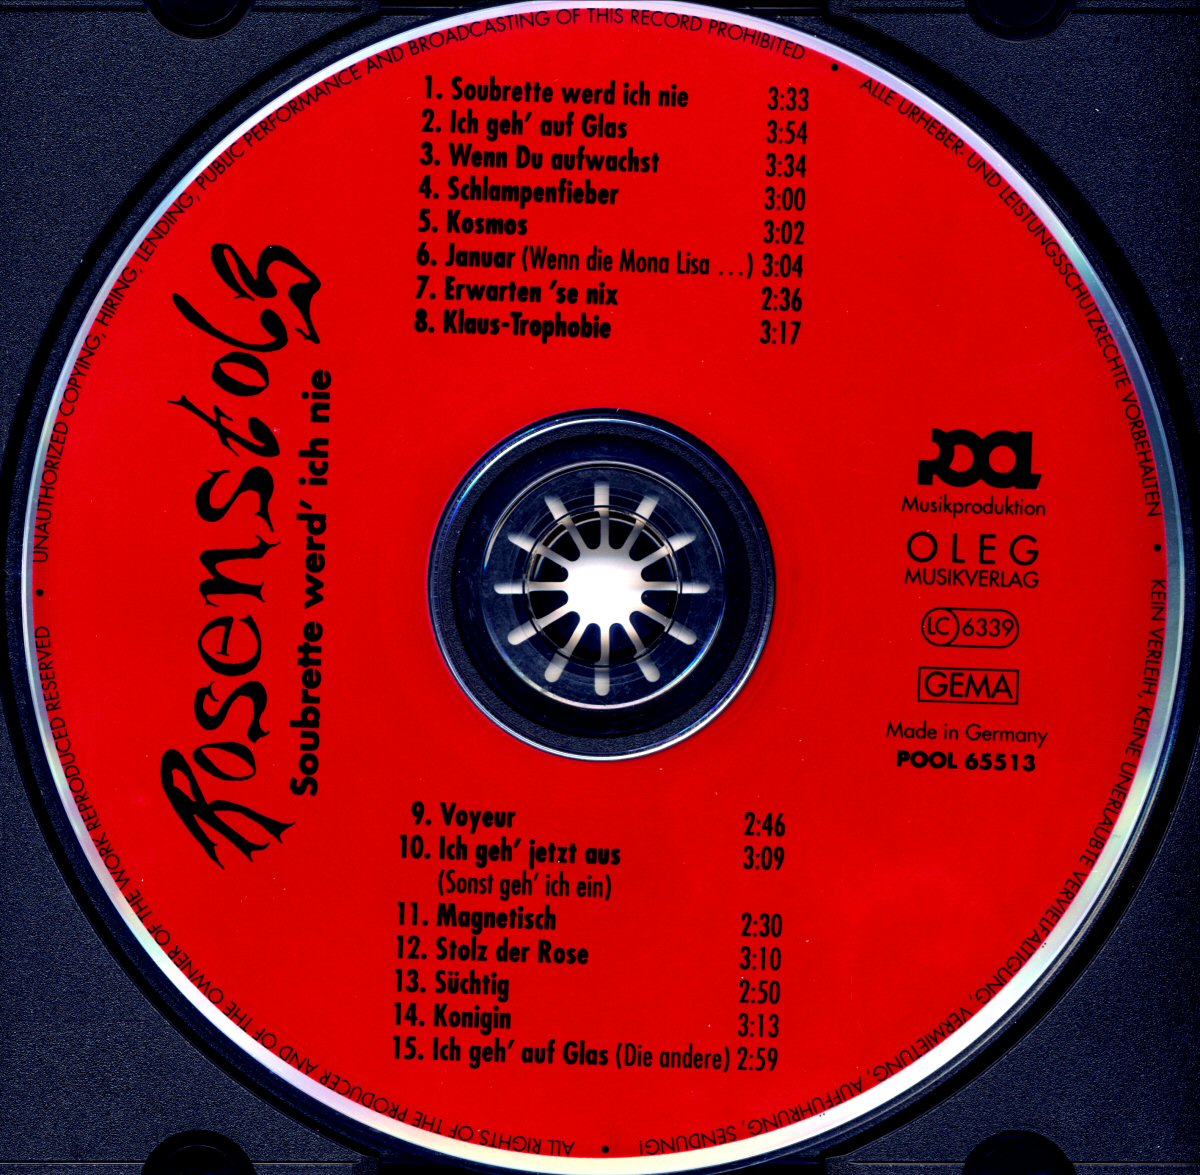 Rosenstolz
Soubrette werd' ich nie
1. Soubrette werd ich nie 3:33
2. Ich geh' auf Glas 3:54
3. Wenn Du aufwachst 3:34
4. Schlampenfieber 3:00
5. Kosmos 3:02
6. Januar (Wenn die Mona Lisa ...) 3:04
7. Erwarten 'se nix 2:36
8. Klaus-Trophobie 3:17
pool
Musikproduktion
OLEG
MUSIKVERLAG
LC 6339
GEMA
Made in Germany
POOL 65513
9. Voyeur 2:46
10. Ich geh' jetzt aus 3:09
(Sonst geh' ich ein)
11. Magnetisch 2:30
12. Stolz der Rose 3:10
13. Süchtig 2:50
14. Konigin 3:13
15. Ich geh' auf Glas (Die andere) 2:59
ALL RIGHTS OF THE PRODUCER AND OF THE OWNER OF THE WORK REPRODUCED RESERVED •
UNAUTHORIZED COPYING, HIRING, LENDING, PUBLIC PERFORMANCE AND BROADCASTING OF THIS RECORD PROHIBITED •
ALLE URHEBER- UND LEISTUNGSSCHUTZRECHTE VORBEHALTEN •
KEIN VERLEIH, KEINE UNERLAUBTE VERVIELFÄLTIGUNG, VERMIETUNG, AUFFÜHRUNG, SENDUNG! •